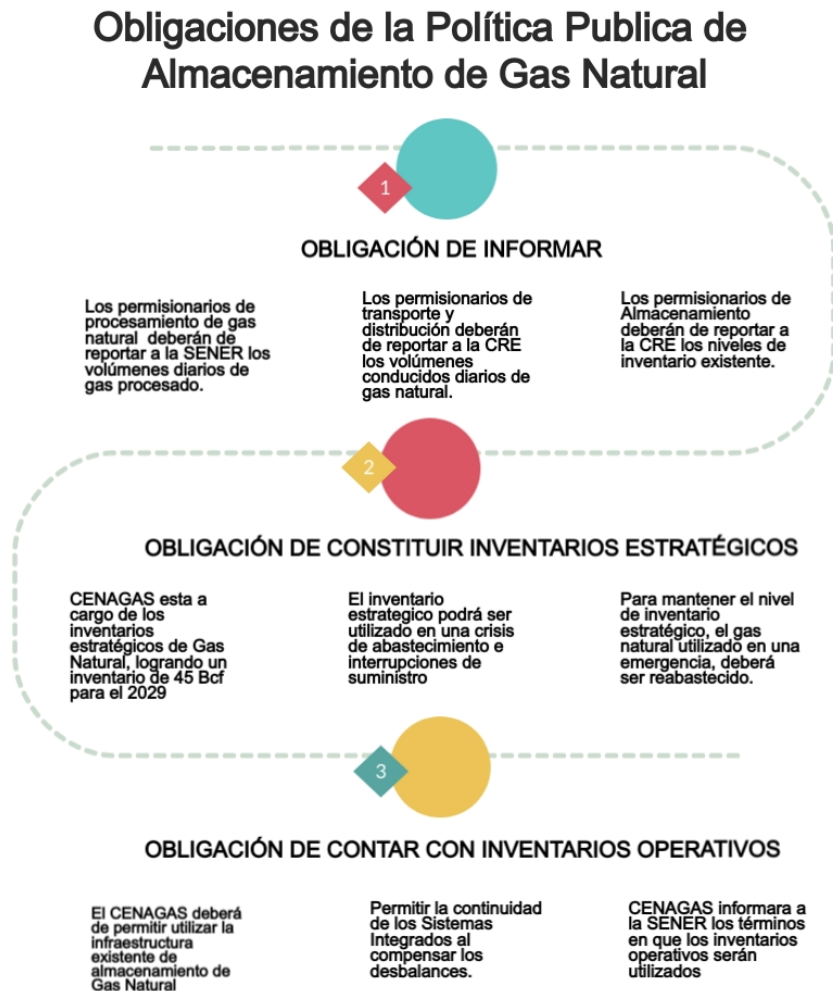 Obligaciones de la Política Publica de
Almacenamiento de Gas Natural
1
OBLIGACIÓN DE INFORMAR
Los permisionarios de
procesamiento de gas
natural deberán de
reportar a la SENER los
volúmenes diarios de
gas procesado.
Los permisionarios de
transporte y
distribución deberán
de reportar a la CRE
los volúmenes
conducidos diarios de
gas natural.
Los permisionarios de
Almacenamiento
deberán de reportar a
la CRE los niveles de
inventario existente.
2
OBLIGACIÓN DE CONSTITUIR INVENTARIOS ESTRATÉGICOS
CENAGAS esta a
cargo de los
inventarios
estratégicos de Gas
Natural, logrando un
inventario de 45 Bcf
para el 2029
El inventario
estrategico podrá ser
utilizado en una crisis
de abastecimiento e
interrupciones de
suministro
Para mantener el nivel
de inventario
estratégico, el gas
natural utilizado en una
emergencia, deberá
ser reabastecido.
3
OBLIGACIÓN DE CONTAR CON INVENTARIOS OPERATIVOS
El CENAGAS deberá
de permitir utilizar la
infraestructura
existente de
almacenamiento de
Gas Natural
Permitir la continuidad
de los Sistemas
Integrados al
compensar los
desbalances.
CENAGAS informara a
la SENER los términos
en que los inventarios
operativos serán
utilizados